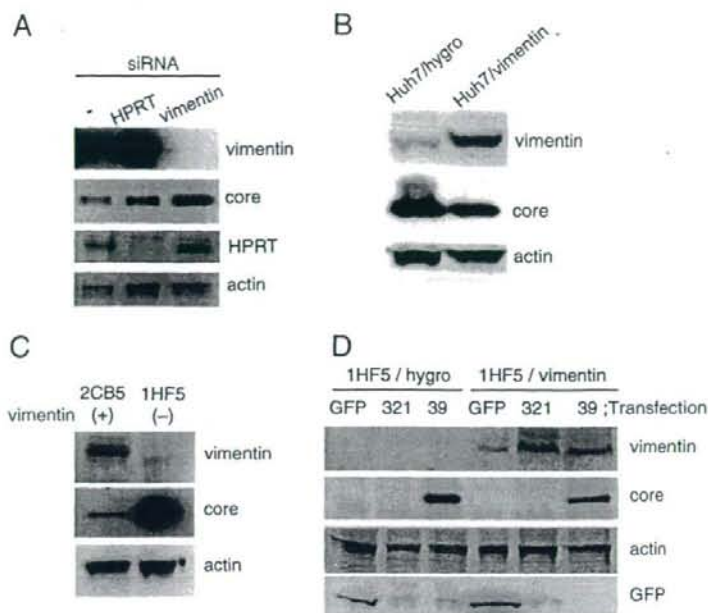 A
siRNA
- HPRT vimentin
vimentin
core
HPRT
actin
B
Huh7/hygro Huh7/vimentin
vimentin
core
actin
C
2CB5 1HF5
vimentin (+) (–)
vimentin
core
actin
D
1HF5 / hygro 1HF5 / vimentin
GFP 321 39 GFP 321 39 ;Transfection
vimentin
core
actin
GFP